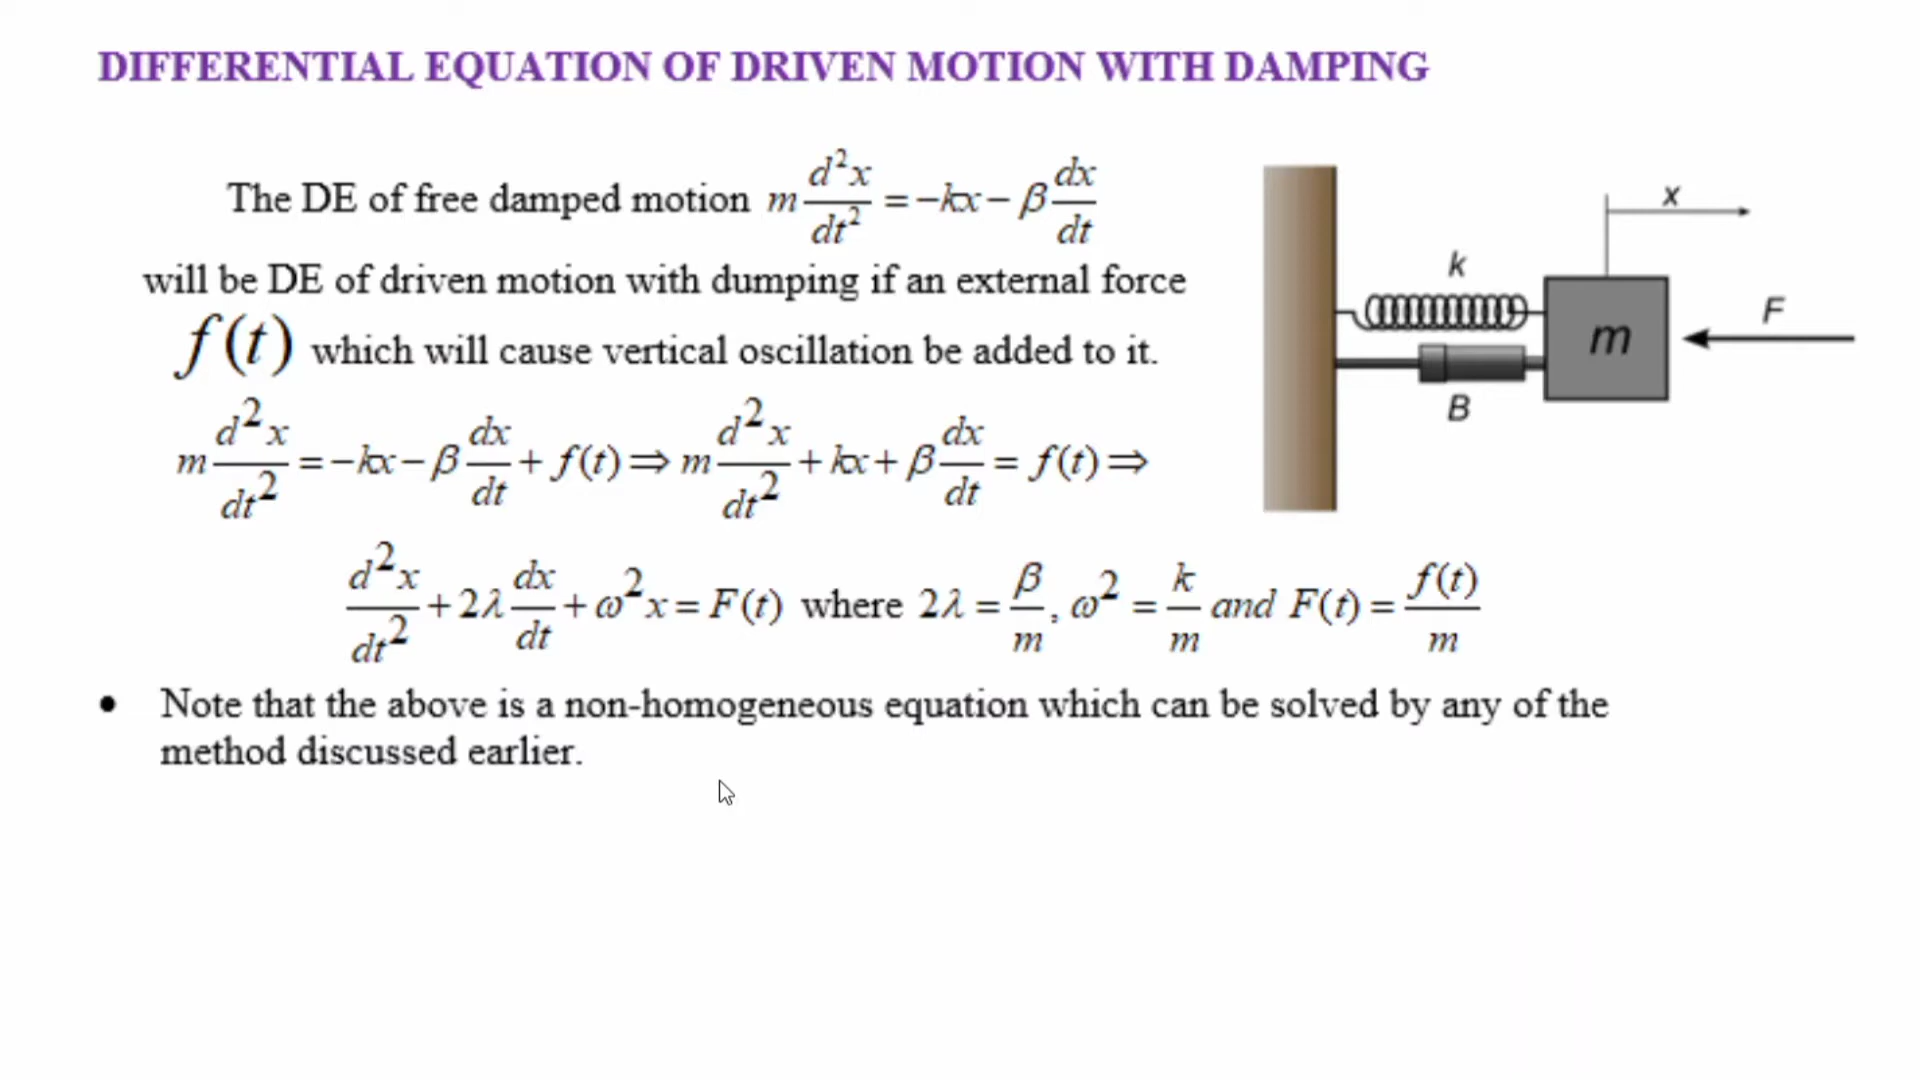 DIFFERENTIAL EQUATION OF DRIVEN MOTION WITH DAMPING
The DE of free damped motion m d²x/dt² = −kx − β dx/dt
will be DE of driven motion with dumping if an external force
f(t) which will cause vertical oscillation be added to it.
m d²x/dt² = −kx − β dx/dt + f(t) ⇒ m d²x/dt² + kx + β dx/dt = f(t) ⇒
d²x/dt² + 2λ dx/dt + ω²x = F(t) where 2λ = β/m, ω² = k/m and F(t) = f(t)/m
• Note that the above is a non-homogeneous equation which can be solved by any of the
method discussed earlier.
x
k
F
m
B